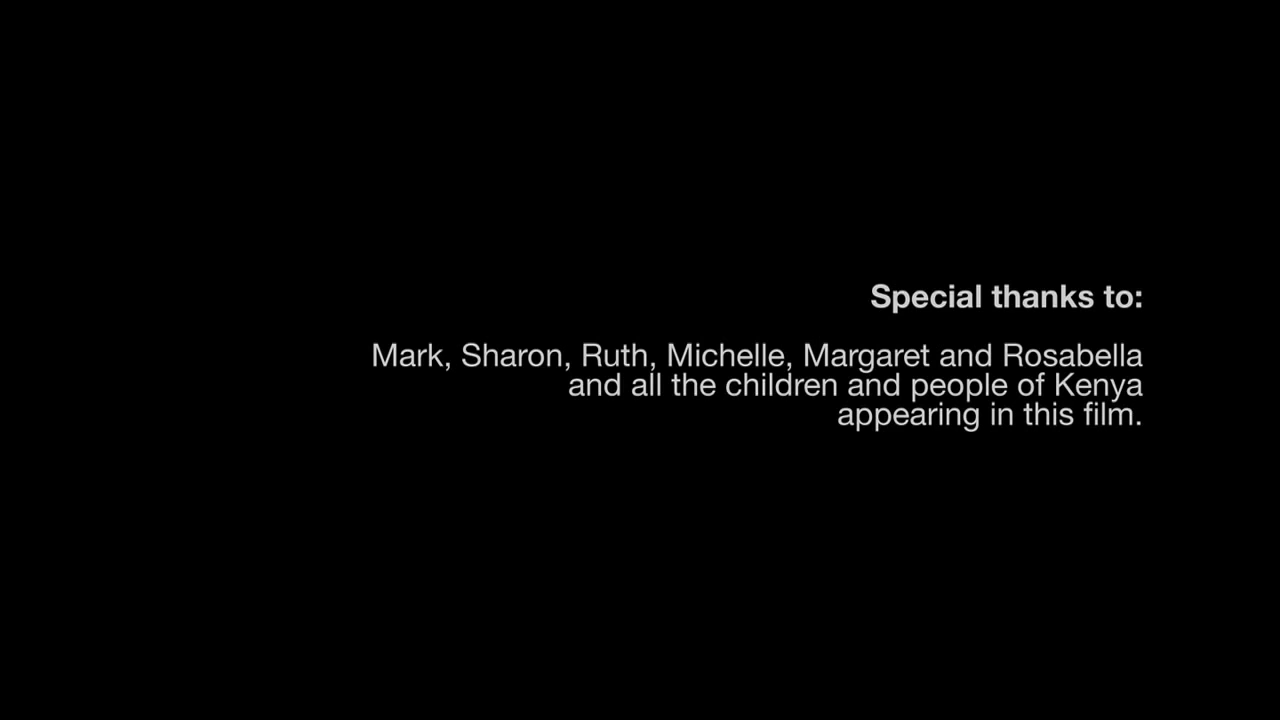 Special thanks to:
Mark, Sharon, Ruth, Michelle, Margaret and Rosabella
and all the children and people of Kenya
appearing in this film.